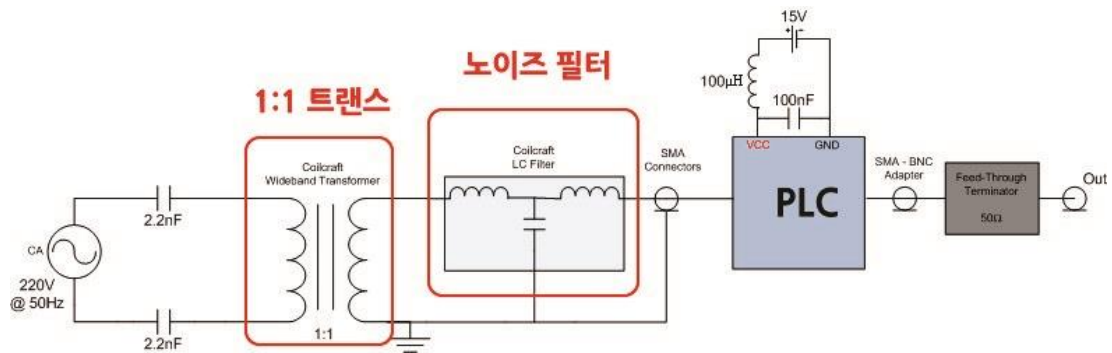 15V
노이즈 필터
100μH
1:1 트랜스
100nF
Coilcraft
LC Filter
SMA
Connectors
VCC
GND
Coilcraft
Wideband Transformer
SMA - BNC
Adapter
Feed-Through
Terminator
50Ω
Out
PLC
2.2nF
CA
220V
@ 50Hz
2.2nF
1:1